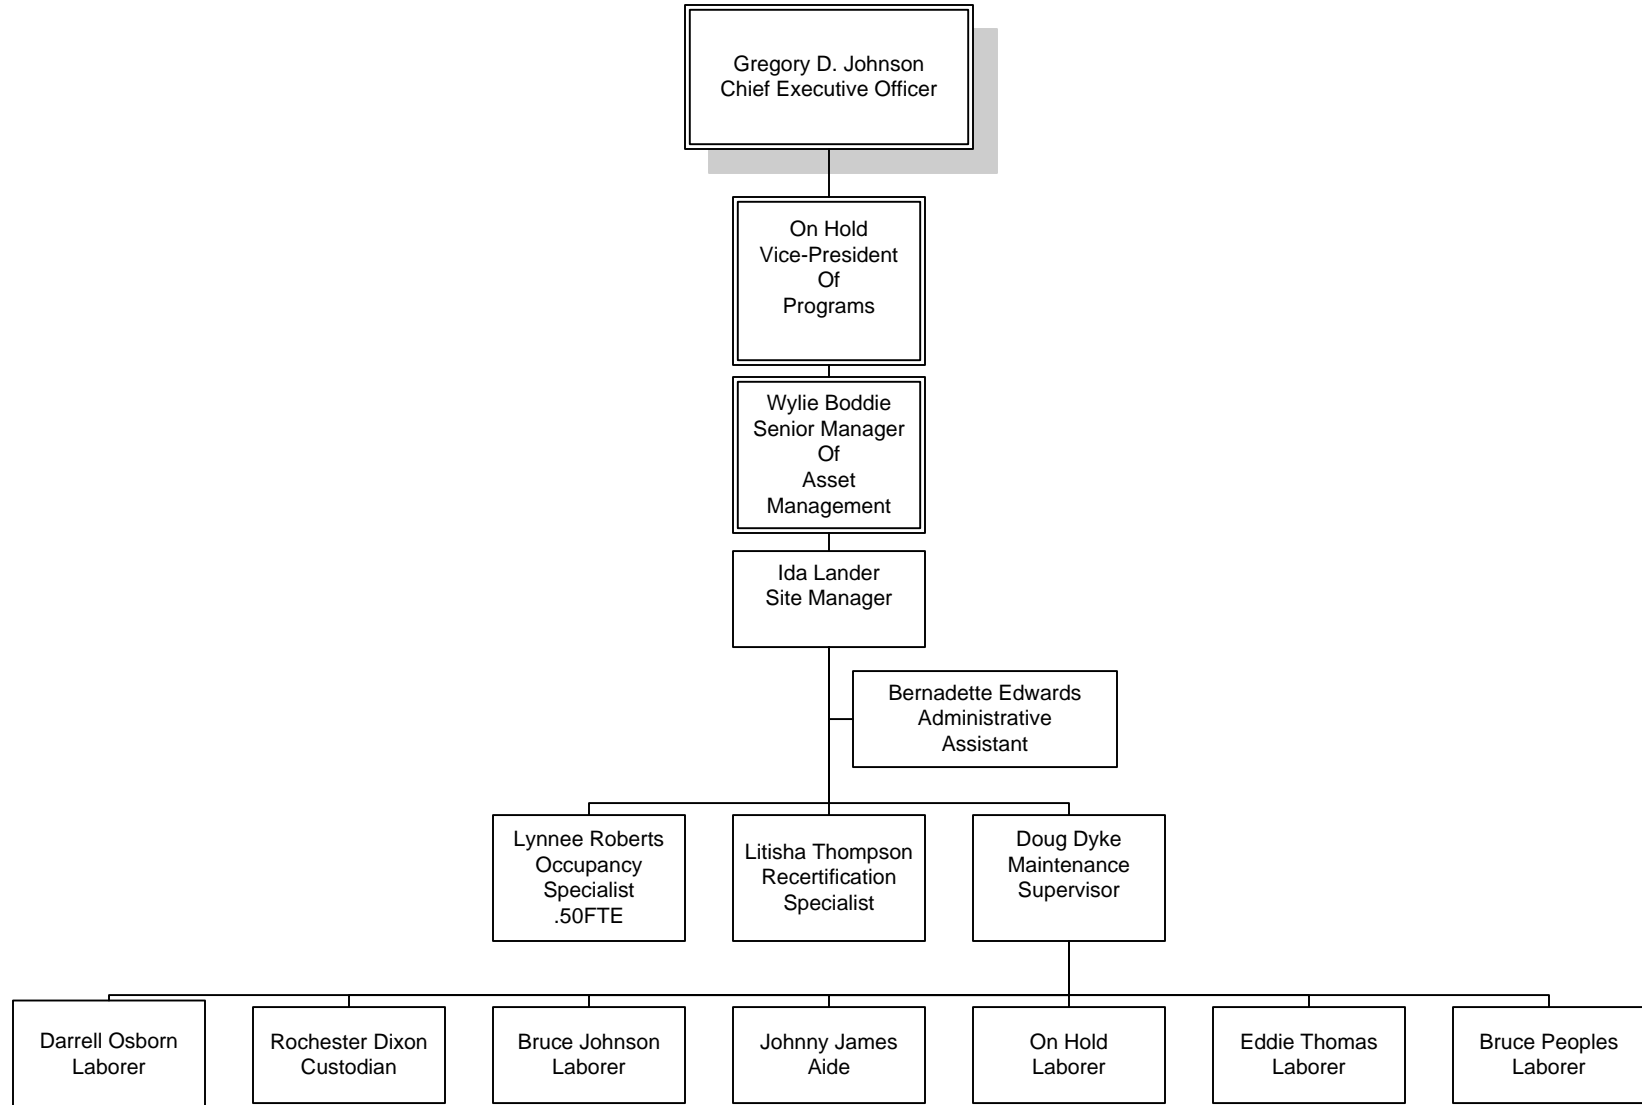 Gregory D. Johnson
Chief Executive Officer
On Hold
Vice-President
Of
Programs
Wylie Boddie
Senior Manager
Of
Asset
Management
Ida Lander
Site Manager
Bernadette Edwards
Administrative
Assistant
Lynnee Roberts
Occupancy
Specialist
.50FTE
Litisha Thompson
Recertification
Specialist
Doug Dyke
Maintenance
Supervisor
Darrell Osborn
Laborer
Rochester Dixon
Custodian
Bruce Johnson
Laborer
Johnny James
Aide
On Hold
Laborer
Eddie Thomas
Laborer
Bruce Peoples
Laborer